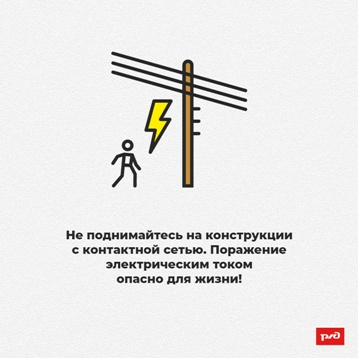 Не поднимайтесь на конструкции
с контактной сетью. Поражение
электрическим током
опасно для жизни!
ржд